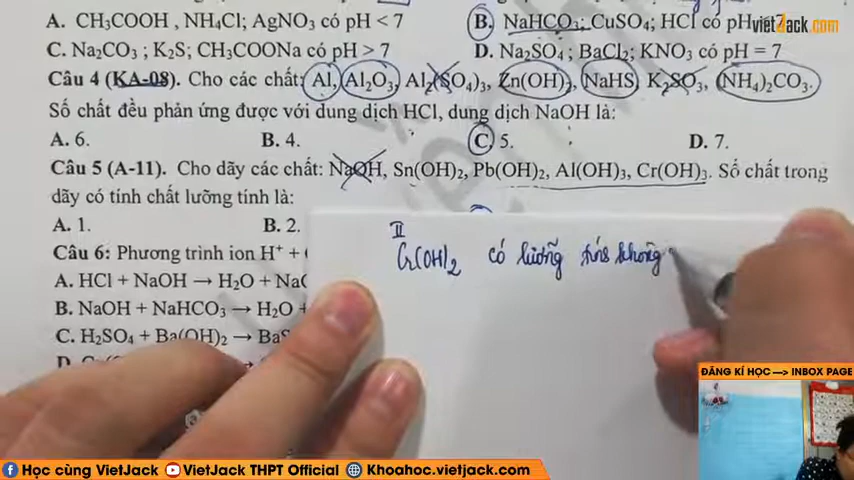 A. CH₃COOH , NH₄Cl; AgNO₃ có pH < 7
B. NaHCO₃; CuSO₄; HCl có pH
vietJack.com
C. Na₂CO₃ ; K₂S; CH₃COONa có pH > 7
D. Na₂SO₄ ; BaCl₂; KNO₃ có pH = 7
Câu 4 (KA-08). Cho các chất: Al, Al₂O₃, Al₂(SO₄)₃, Zn(OH)₂, NaHS, K₂SO₃, (NH₄)₂CO₃.
Số chất đều phản ứng được với dung dịch HCl, dung dịch NaOH là:
A. 6. B. 4. C 5. D. 7.
Câu 5 (A-11). Cho dãy các chất: NaOH, Sn(OH)₂, Pb(OH)₂, Al(OH)₃, Cr(OH)₃. Số chất trong
dãy có tính chất lưỡng tính là:
A. 1. B. 2.
II
Cr(OH)₂ có lưỡng tính không
Câu 6: Phương trình ion H⁺ +
A. HCl + NaOH → H₂O + NaC
B. NaOH + NaHCO₃ → H₂O +
C. H₂SO₄ + Ba(OH)₂ → BaS
ĐĂNG KÍ HỌC —> INBOX PAGE
Học cùng VietJack VietJack THPT Official Khoahoc.vietjack.com